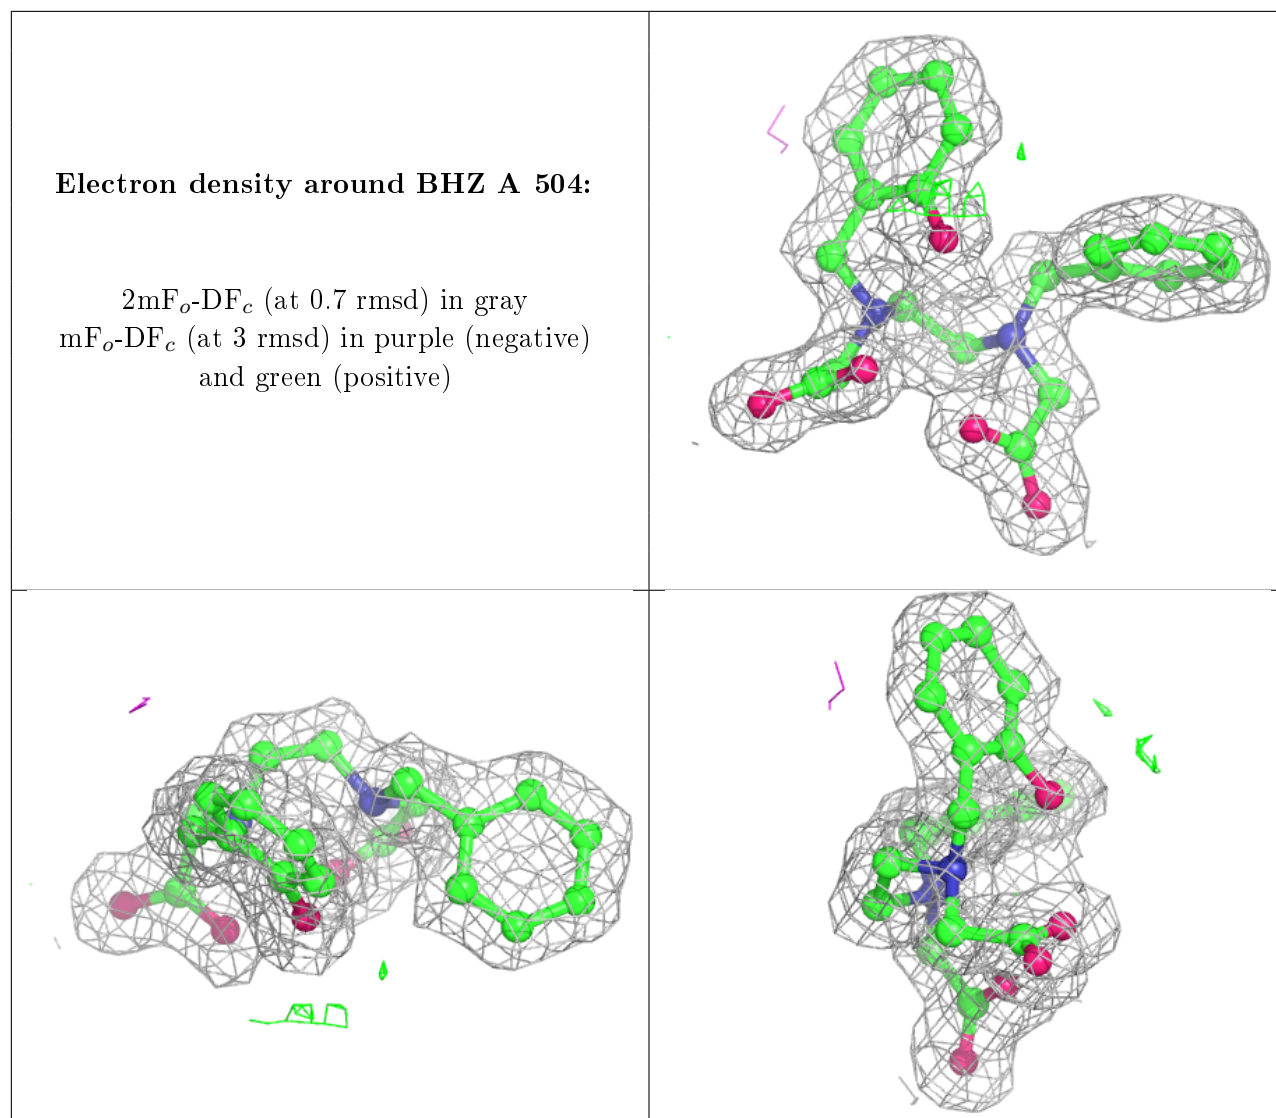 Electron density around BHZ A 504:
2mFₒ-DF𝒸 (at 0.7 rmsd) in gray
mFₒ-DF𝒸 (at 3 rmsd) in purple (negative)
and green (positive)